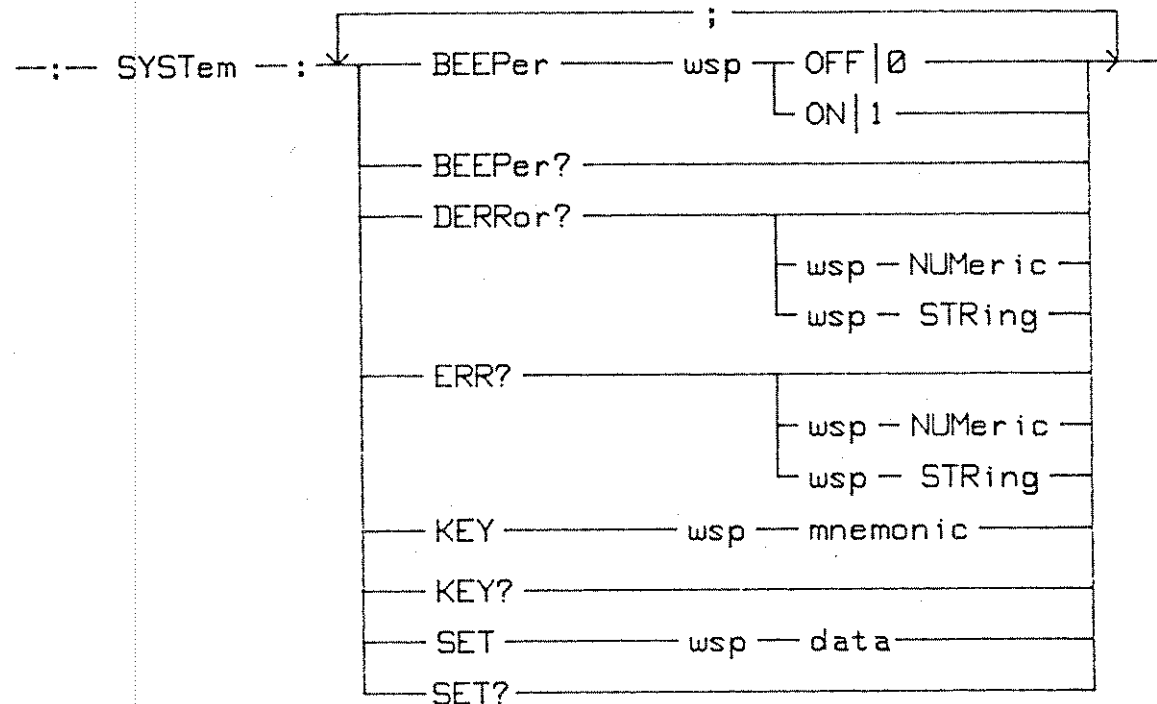 ;
: SYSTem : BEEPer wsp OFF|0
ON|1
BEEPer?
DERRor?
wsp NUMeric
wsp STRing
ERR?
wsp NUMeric
wsp STRing
KEY wsp mnemonic
KEY?
SET wsp data
SET?